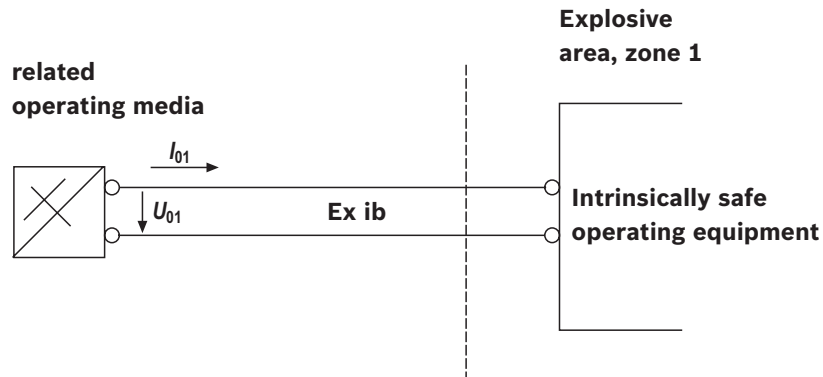 Explosive
area, zone 1
related
operating media
I01
U01
Ex ib
Intrinsically safe
operating equipment